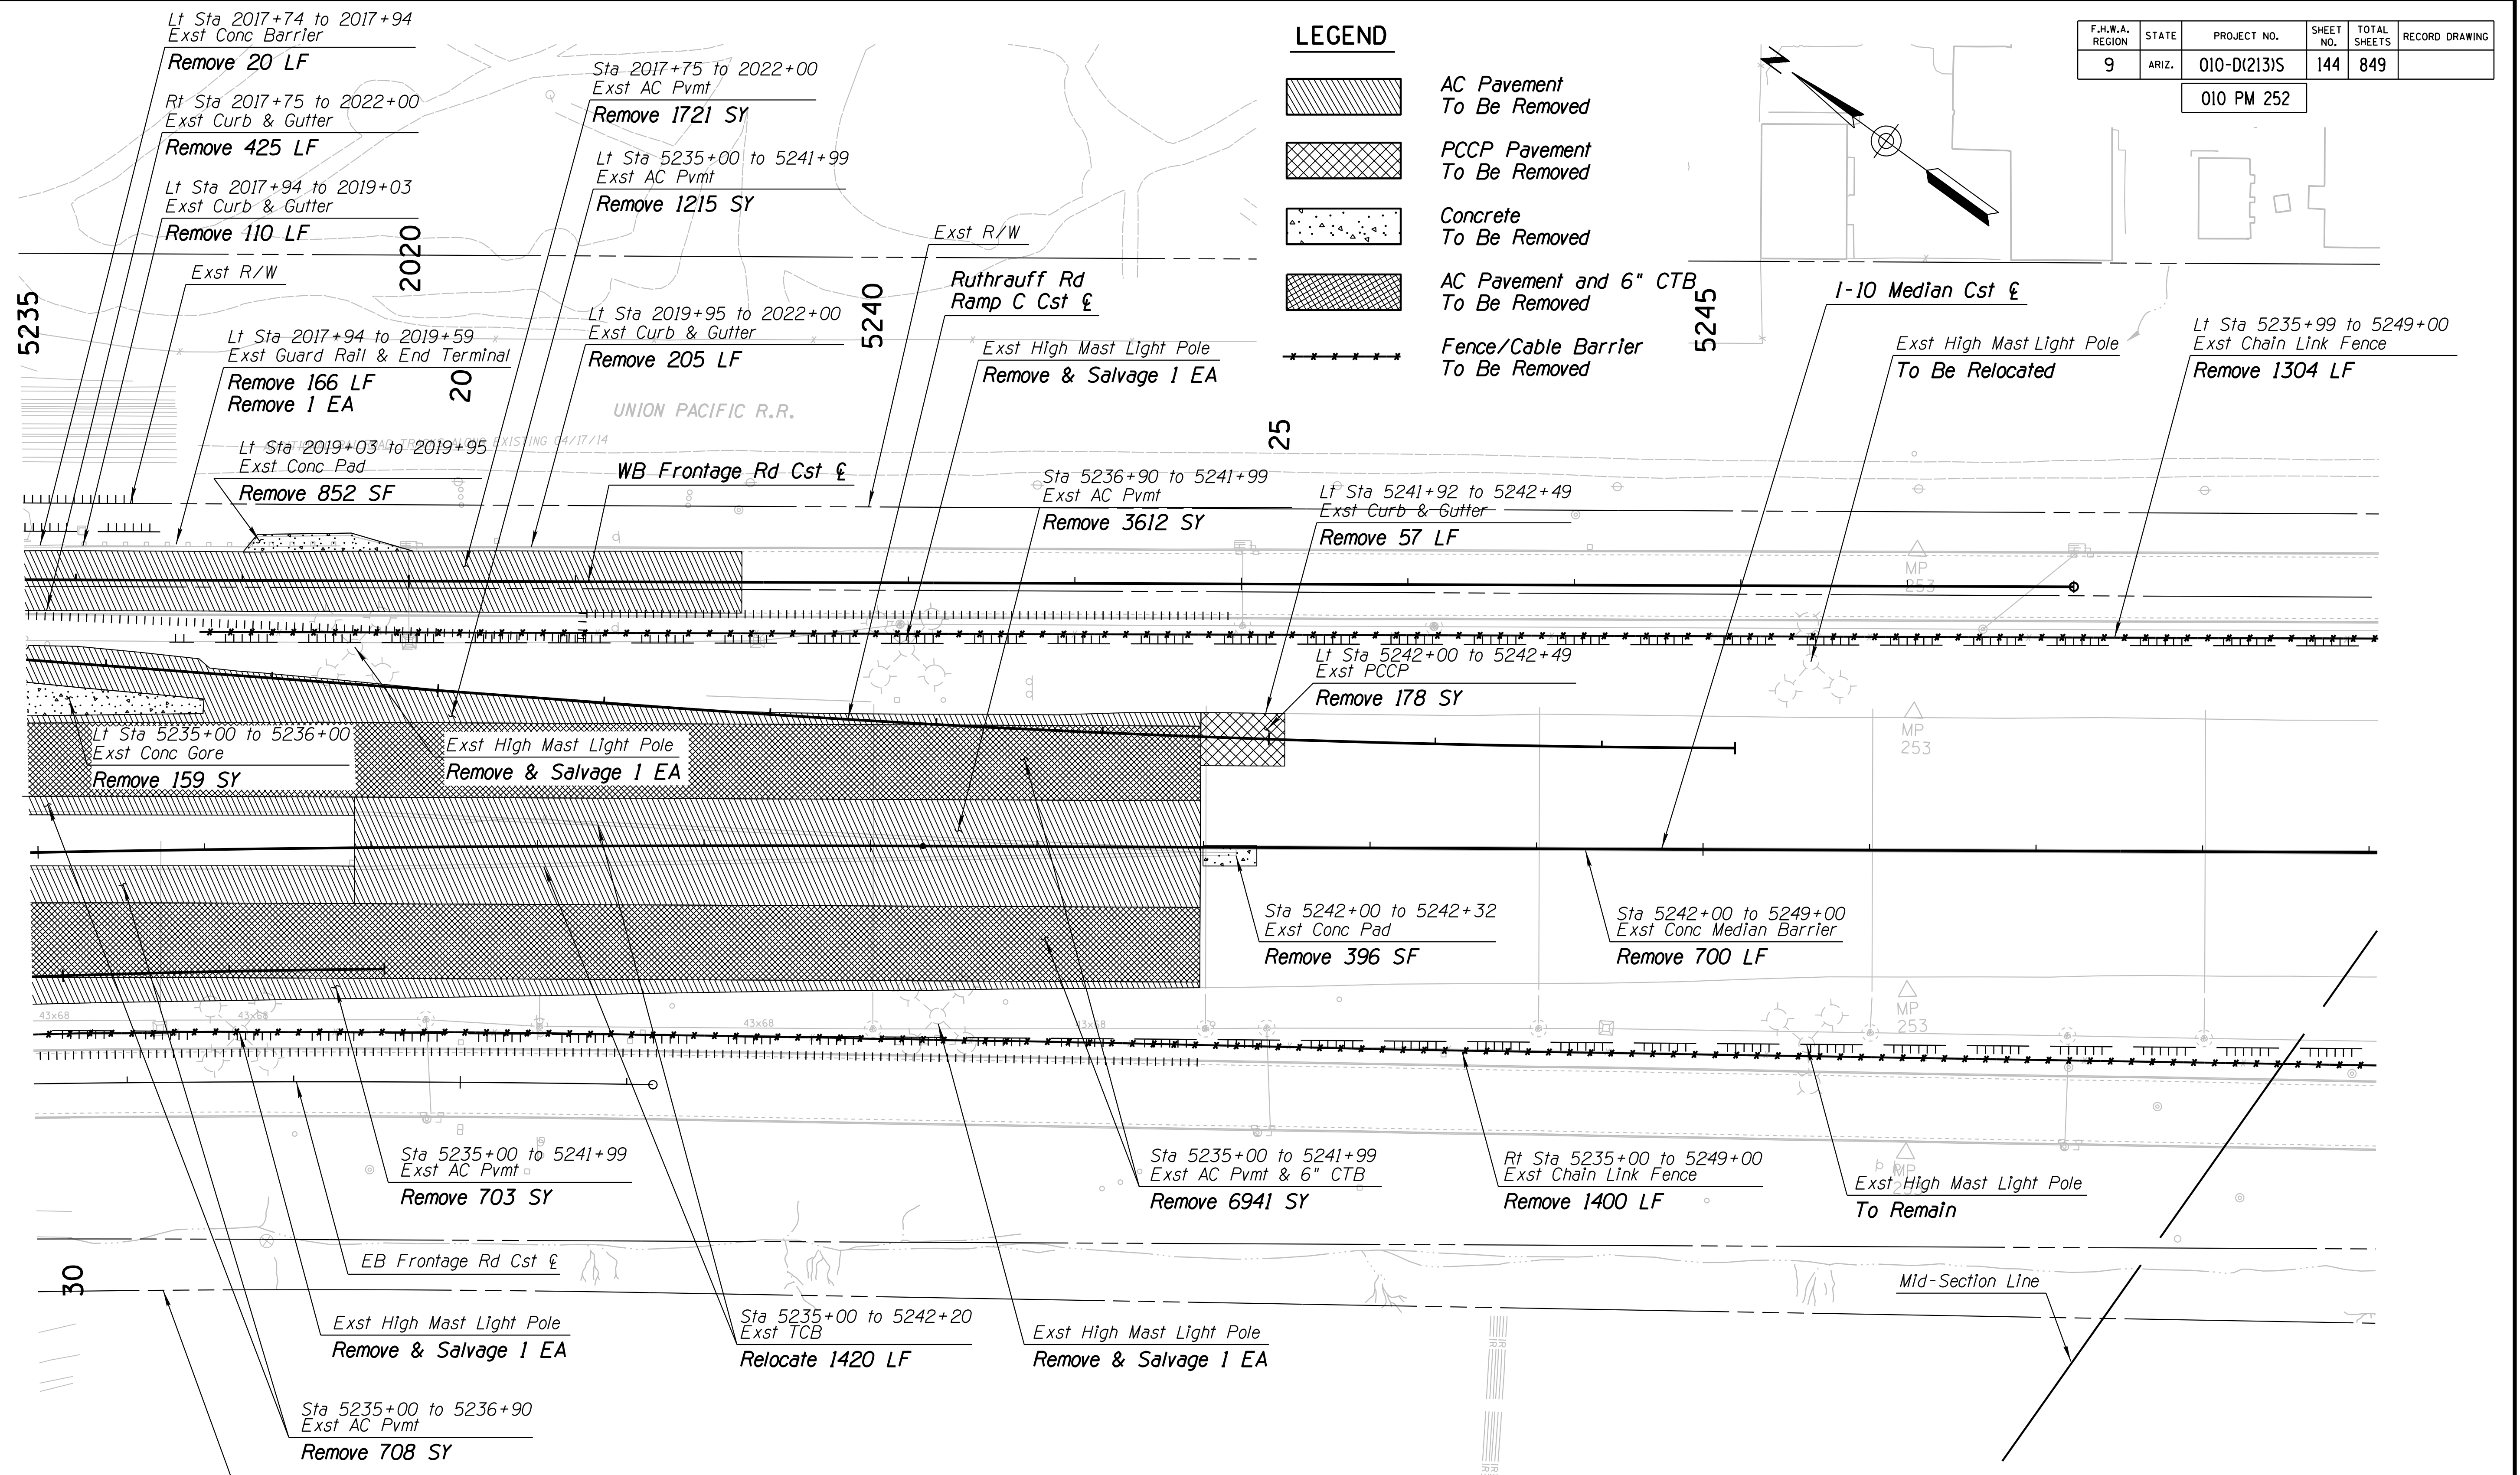 Lt Sta 2017+74 to 2017+94
Exst Conc Barrier
Remove 20 LF
Rt Sta 2017+75 to 2022+00
Exst Curb & Gutter
Remove 425 LF
Lt Sta 2017+94 to 2019+03
Exst Curb & Gutter
Remove 110 LF
Exst R/W
Lt Sta 2017+94 to 2019+59
Exst Guard Rail & End Terminal
Remove 166 LF
Remove 1 EA
Lt Sta 2019+03 to 2019+95
Exst Conc Pad
Remove 852 SF
5235
2020
20
Sta 2017+75 to 2022+00
Exst AC Pvmt
Remove 1721 SY
Lt Sta 5235+00 to 5241+99
Exst AC Pvmt
Remove 1215 SY
Lt Sta 2019+95 to 2022+00
Exst Curb & Gutter
Remove 205 LF
UNION PACIFIC R.R.
EXISTING 04/17/14
WB Frontage Rd Cst ℄
5240
Exst R/W
Ruthrauff Rd
Ramp C Cst ℄
Exst High Mast Light Pole
Remove & Salvage 1 EA
Sta 5236+90 to 5241+99
Exst AC Pvmt
Remove 3612 SY
25
Lt Sta 5241+92 to 5242+49
Exst Curb & Gutter
Remove 57 LF
Lt Sta 5242+00 to 5242+49
Exst PCCP
Remove 178 SY
LEGEND
AC Pavement
To Be Removed
PCCP Pavement
To Be Removed
Concrete
To Be Removed
AC Pavement and 6" CTB
To Be Removed
Fence/Cable Barrier
To Be Removed
5245
N
F.H.W.A. REGION
STATE
PROJECT NO.
SHEET NO.
TOTAL SHEETS
RECORD DRAWING
9
ARIZ.
010-D(213)S
144
849
010 PM 252
I-10 Median Cst ℄
Exst High Mast Light Pole
To Be Relocated
Lt Sta 5235+99 to 5249+00
Exst Chain Link Fence
Remove 1304 LF
MP
253
MP
253
Lt Sta 5235+00 to 5236+00
Exst Conc Gore
Remove 159 SY
Exst High Mast Light Pole
Remove & Salvage 1 EA
Sta 5242+00 to 5242+32
Exst Conc Pad
Remove 396 SF
Sta 5242+00 to 5249+00
Exst Conc Median Barrier
Remove 700 LF
MP
253
43x68
43x68
43x68
43x68
Sta 5235+00 to 5241+99
Exst AC Pvmt
Remove 703 SY
Sta 5235+00 to 5241+99
Exst AC Pvmt & 6" CTB
Remove 6941 SY
Rt Sta 5235+00 to 5249+00
Exst Chain Link Fence
Remove 1400 LF
MP
Exst High Mast Light Pole
To Remain
EB Frontage Rd Cst ℄
30
Mid-Section Line
Exst High Mast Light Pole
Remove & Salvage 1 EA
Sta 5235+00 to 5242+20
Exst TCB
Relocate 1420 LF
Exst High Mast Light Pole
Remove & Salvage 1 EA
Sta 5235+00 to 5236+90
Exst AC Pvmt
Remove 708 SY